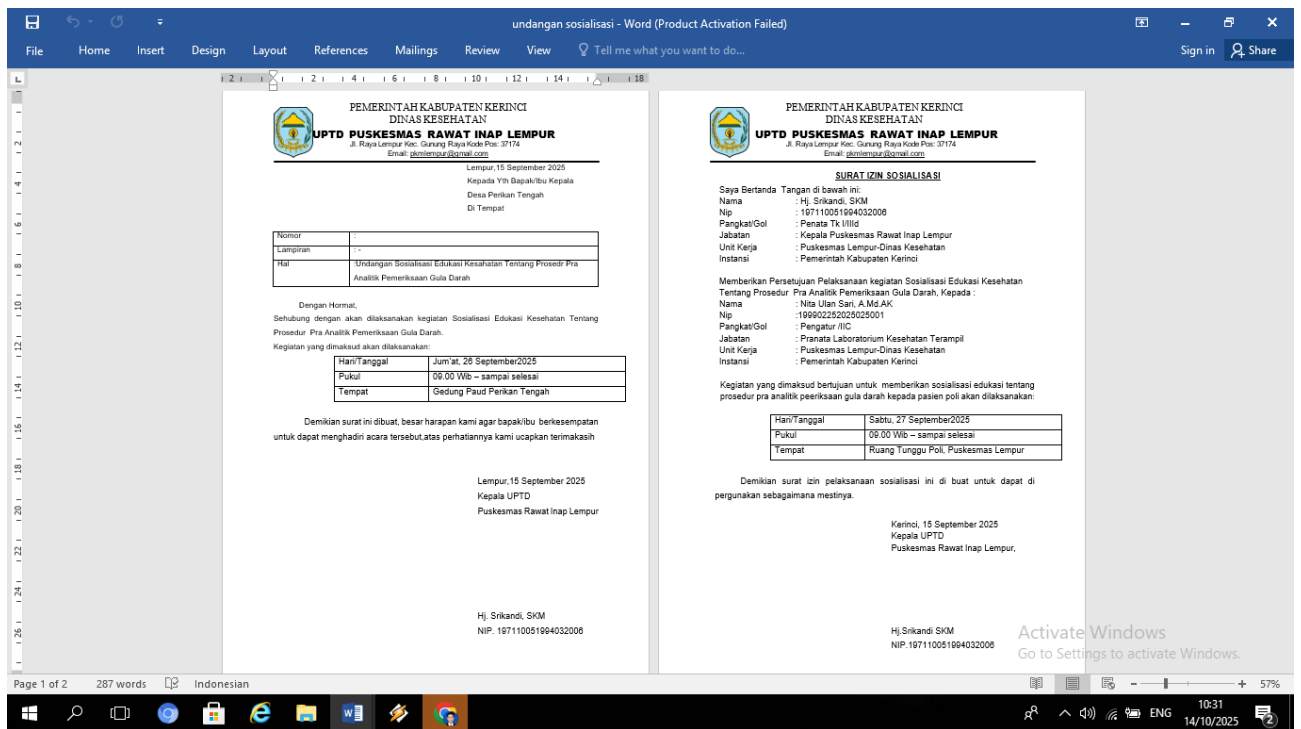 undangan sosialisasi - Word (Product Activation Failed)
File Home Insert Design Layout References Mailings Review View Tell me what you want to do... Sign in Share
2 2 4 6 8 10 12 14 18
PEMERINTAH KABUPATEN KERINCI
DINAS KESEHATAN
UPTD PUSKESMAS RAWAT INAP LEMPUR
Jl. Raya Lempur Kec. Gunung Raya Kode Pos: 37174
Email: pkmlempur@gmail.com
Lempur,15 September 2025
Kepada Yth Bapak/Ibu Kepala
Desa Perikan Tengah
Di Tempat
Nomor :
Lampiran : -
Hal :Undangan Sosialisasi Edukasi Kesahatan Tentang Prosedr Pra
Analitik Pemeriksaan Gula Darah
Dengan Hormat,
Sehubung dengan akan dilaksanakan kegiatan Sosialisasi Edukasi Kesehatan Tentang
Prosedur Pra Analitik Pemeriksaan Gula Darah.
Kegiatan yang dimaksud akan dilaksanakan:
Hari/Tanggal Jum'at, 26 September2025
Pukul 09.00 Wib – sampai selesai
Tempat Gedung Paud Perikan Tengah
Demikian surat ini dibuat, besar harapan kami agar bapak/ibu berkesempatan
untuk dapat menghadiri acara tersebut,atas perhatiannya kami ucapkan terimakasih
Lempur,15 September 2025
Kepala UPTD
Puskesmas Rawat Inap Lempur
Hj. Srikandi, SKM
NIP. 197110051994032006
PEMERINTAH KABUPATEN KERINCI
DINAS KESEHATAN
UPTD PUSKESMAS RAWAT INAP LEMPUR
Jl. Raya Lempur Kec. Gunung Raya Kode Pos: 37174
Email: pkmlempur@gmail.com
SURAT IZIN SOSIALISASI
Saya Bertanda Tangan di bawah ini:
Nama : Hj. Srikandi, SKM
Nip : 197110051994032006
Pangkat/Gol : Penata Tk I/IIId
Jabatan : Kepala Puskesmas Rawat Inap Lempur
Unit Kerja : Puskesmas Lempur-Dinas Kesehatan
Instansi : Pemerintah Kabupaten Kerinci
Memberikan Persetujuan Pelaksanaan kegiatan Sosialisasi Edukasi Kesehatan
Tentang Prosedur Pra Analitik Pemeriksaan Gula Darah, Kepada :
Nama : Nita Ulan Sari, A.Md.AK
Nip :199902252025025001
Pangkat/Gol : Pengatur /IIC
Jabatan : Pranata Laboratorium Kesehatan Terampil
Unit Kerja : Puskesmas Lempur-Dinas Kesehatan
Instansi : Pemerintah Kabupaten Kerinci
Kegiatan yang dimaksud bertujuan untuk memberikan sosialisasi edukasi tentang
prosedur pra analitik peeriksaan gula darah kepada pasien poli akan dilaksanakan:
Hari/Tanggal Sabtu, 27 September2025
Pukul 09.00 Wib – sampai selesai
Tempat Ruang Tunggu Poli, Puskesmas Lempur
Demikian surat izin pelaksanaan sosialisasi ini di buat untuk dapat di
pergunakan sebagaimana mestinya.
Kerinci, 15 September 2025
Kepala UPTD
Puskesmas Rawat Inap Lempur,
Hj.Srikandi SKM
NIP.197110051994032006
Activate Windows
Go to Settings to activate Windows.
Page 1 of 2 287 words Indonesian 57%
ENG 10:31
14/10/2025 2